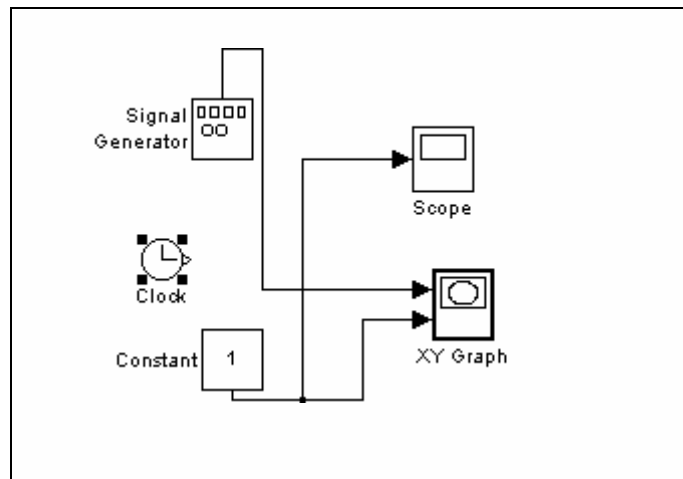 Signal
Generator
Scope
Clock
Constant
1
XY Graph